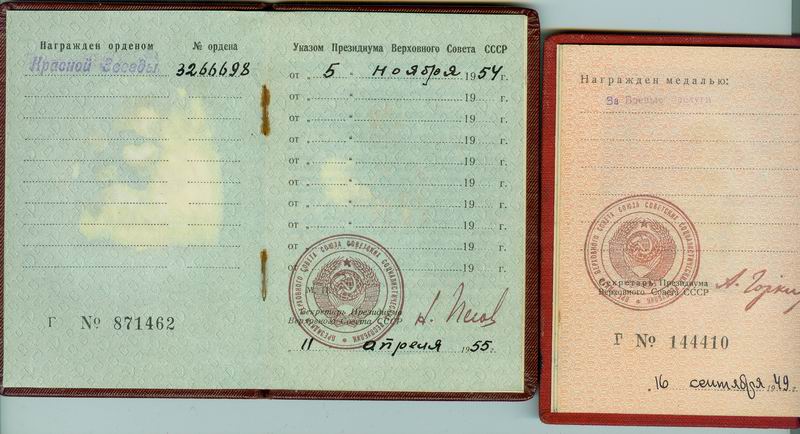 Награжден орденом № ордена
Красной Звезды 3266698
Г № 871462
Указом Президиума Верховного Совета СССР
от „ 5 “ ноября 1954 г.
от „ “ 19 г.
от „ “ 19 г.
от „ “ 19 г.
от „ “ 19 г.
от „ “ 19 г.
от „ “ 19 г.
от „ “ 19 г.
от „ “ 19 г.
от „ “ 19 г.
М. П.
Секретарь Президиума
Верховного Совета СССР
11 апреля 1955.
Награжден медалью:
За Боевые Заслуги
Секретарь Президиума
Верховного Совета СССР
Г № 144410
16 сентября 1949 г.